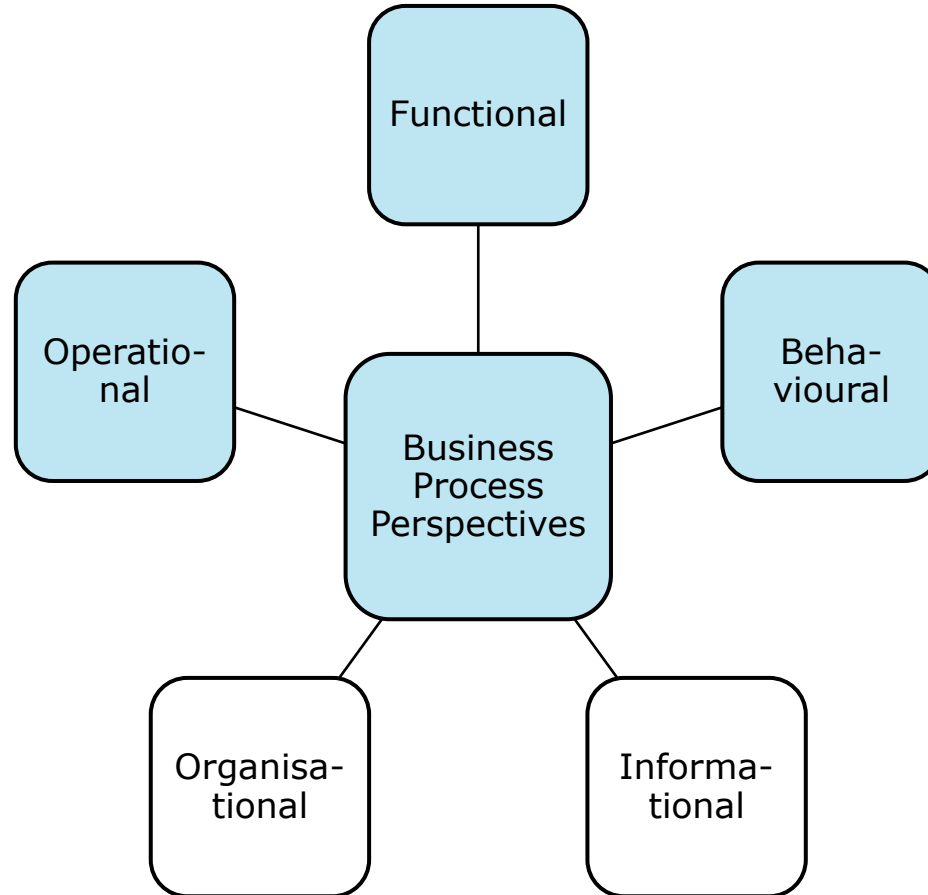 Functional
Operatio-
nal
Beha-
vioural
Business
Process
Perspectives
Organisa-
tional
Informa-
tional